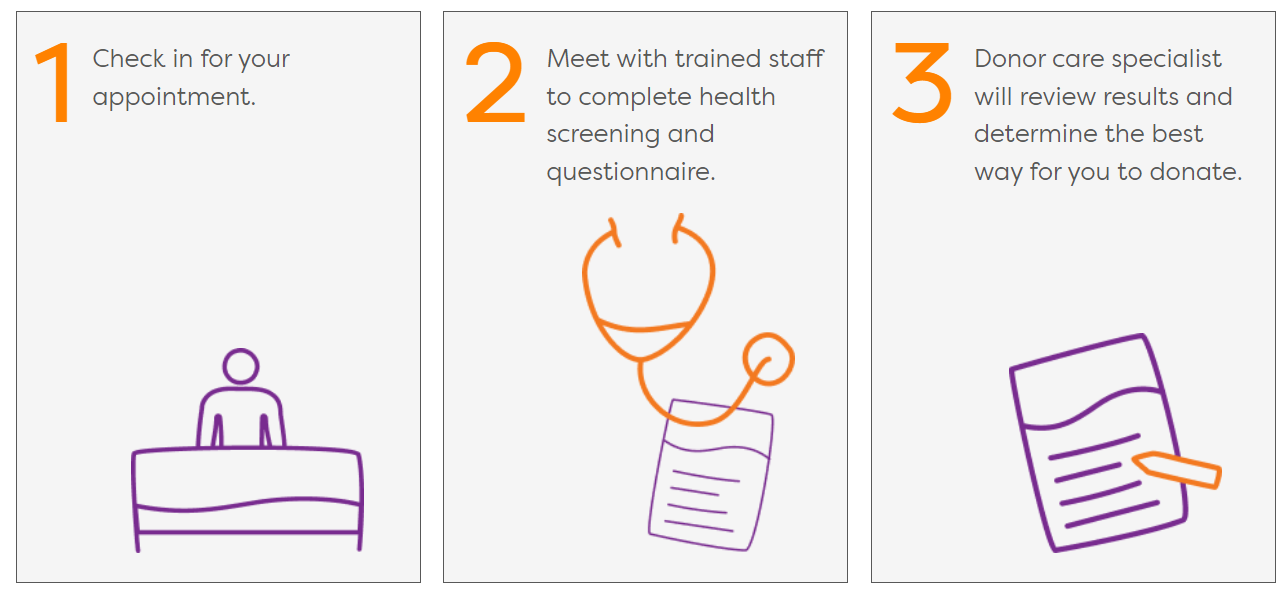 1
Check in for your
appointment.
2
Meet with trained staff
to complete health
screening and
questionnaire.
3
Donor care specialist
will review results and
determine the best
way for you to donate.